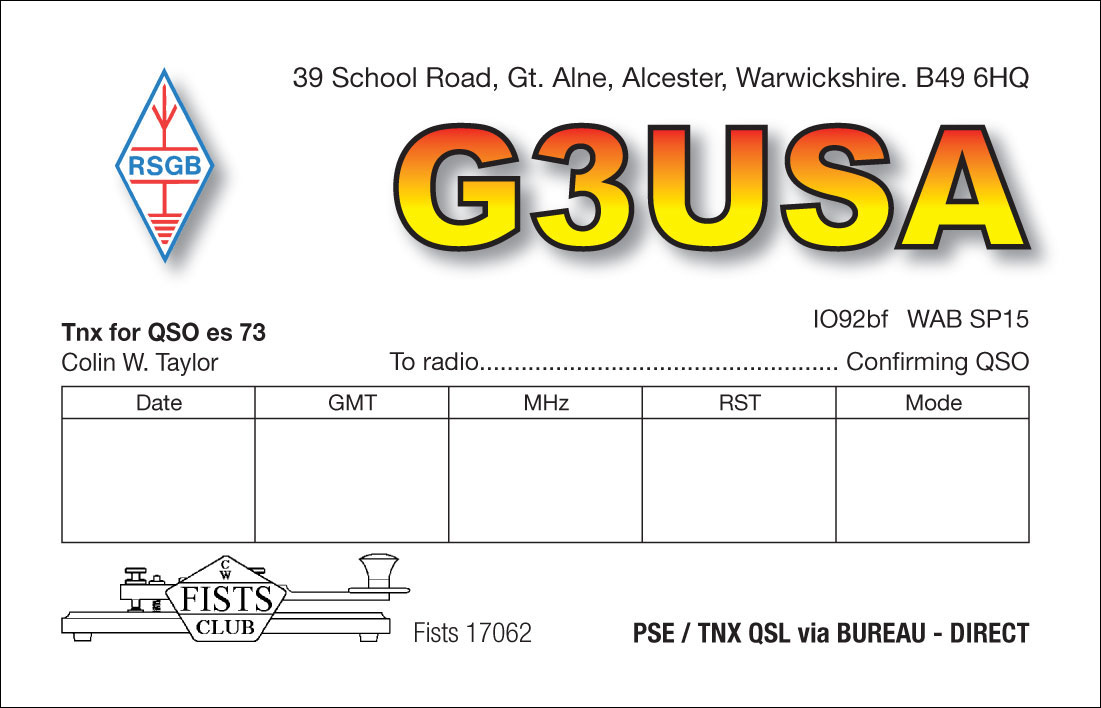 39 School Road, Gt. Alne, Alcester, Warwickshire. B49 6HQ
RSGB
G3USA
IO92bf WAB SP15
Tnx for QSO es 73
Colin W. Taylor
To radio.................................................... Confirming QSO
Date GMT MHz RST Mode
C
W
FISTS
CLUB
Fists 17062
PSE / TNX QSL via BUREAU - DIRECT